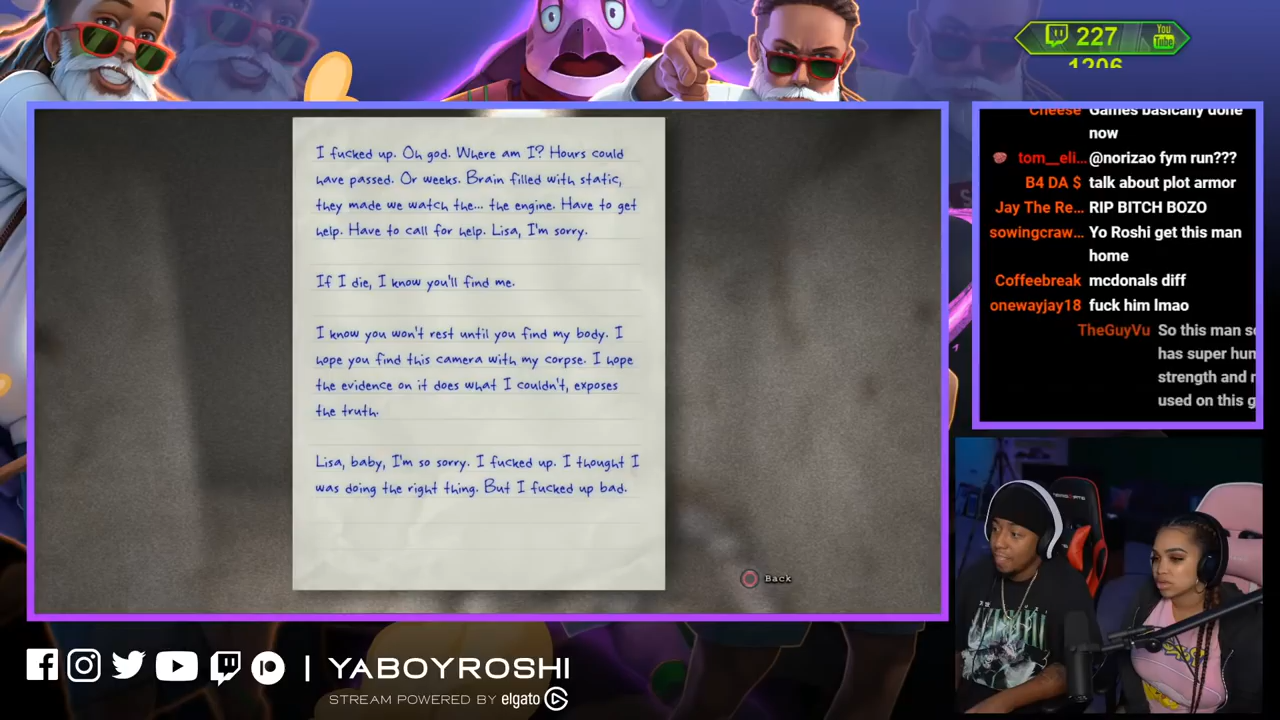 227
You
Tube
1206
I fucked up. Oh god. Where am I? Hours could
have passed. Or weeks. Brain filled with static,
they made we watch the... the engine. Have to get
help. Have to call for help. Lisa, I'm sorry.
If I die, I know you'll find me.
I know you won't rest until you find my body. I
hope you find this camera with my corpse. I hope
the evidence on it does what I couldn't, exposes
the truth.
Lisa, baby, I'm so sorry. I fucked up. I thought I
was doing the right thing. But I fucked up bad.
Back
Cheese Games basically done
now
tom__eli... @norizao fym run???
B4 DA $ talk about plot armor
Jay The Re... RIP BITCH BOZO
sowingcraw... Yo Roshi get this man
home
Coffeebreak mcdonals diff
onewayjay18 fuck him lmao
TheGuyVu So this man
has super
strength and
used on this
| YABOYROSHI
STREAM POWERED BY elgato